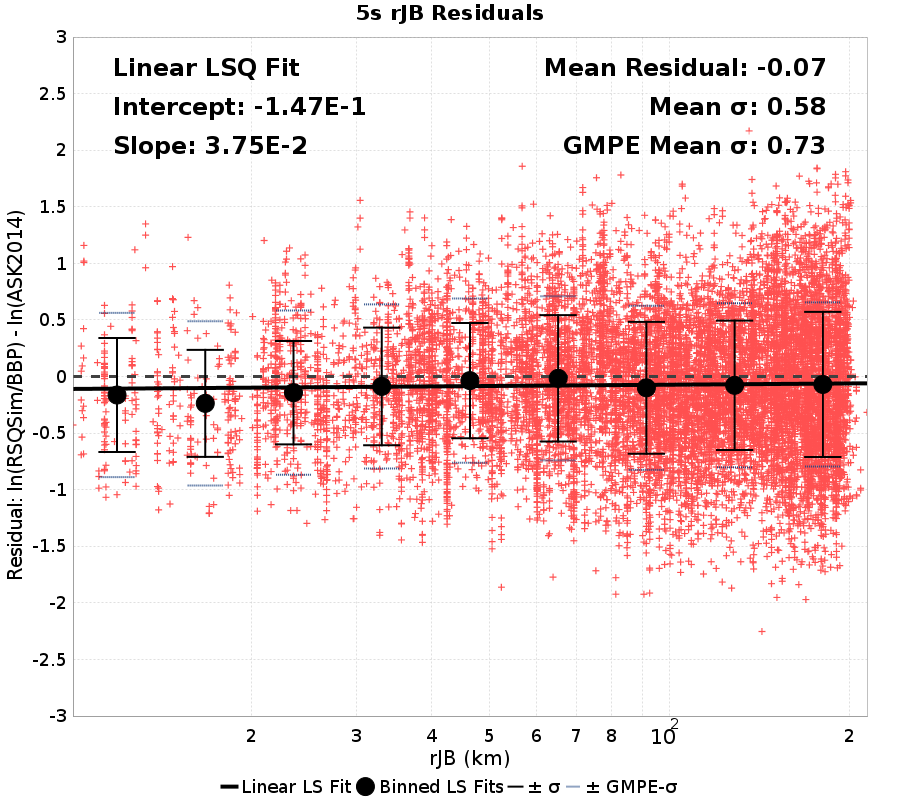 5s rJB Residuals
Linear LSQ Fit
Intercept: -1.47E-1
Slope: 3.75E-2
Mean Residual: -0.07
Mean σ: 0.58
GMPE Mean σ: 0.73
Residual: ln(RSQSim/BBP) - ln(ASK2014)
3
2.5
2
1.5
1
0.5
0
-0.5
-1
-1.5
-2
-2.5
-3
2 3 4 5 6 7 8 10² 2
rJB (km)
Linear LS Fit Binned LS Fits ± σ ± GMPE-σ